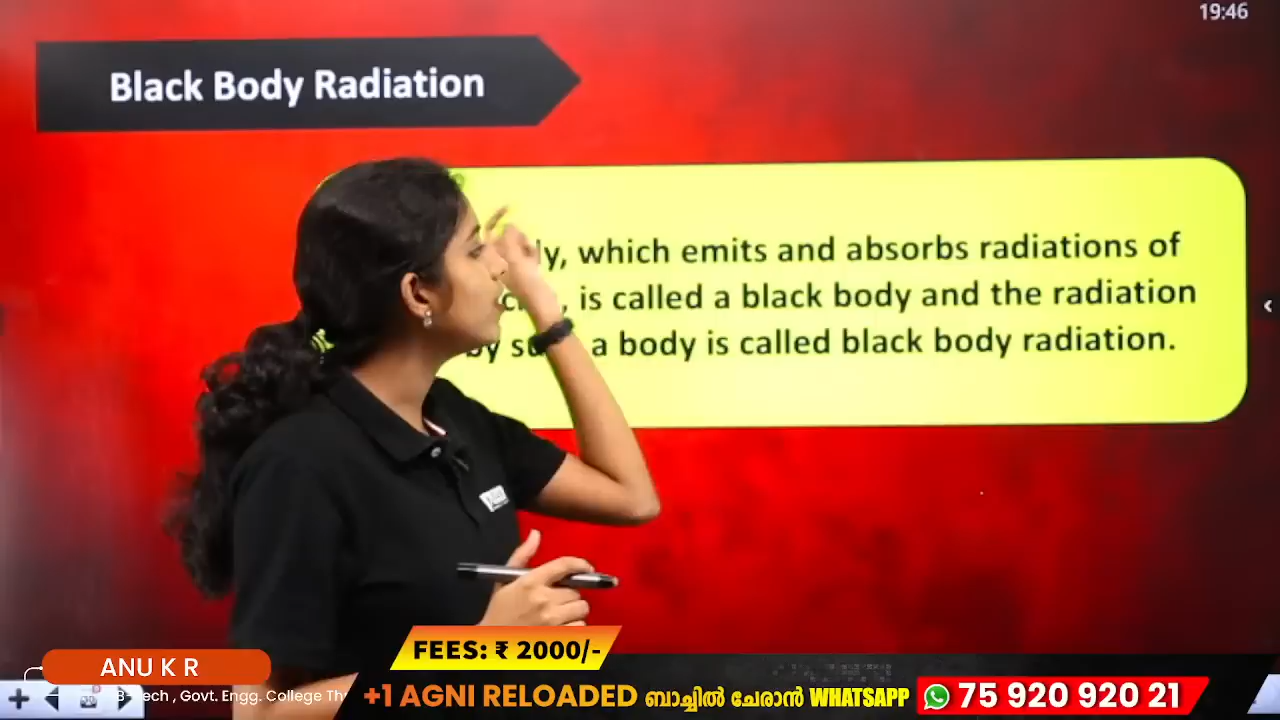 19:46
Black Body Radiation
which emits and absorbs radiations of
is called a black body and the radiation
by a body is called black body radiation.
FEES: ₹ 2000/-
ANU K R
Govt. Engg. College
+1 AGNI RELOADED ബാച്ചിൽ ചേരാൻ WHATSAPP 75 920 920 21